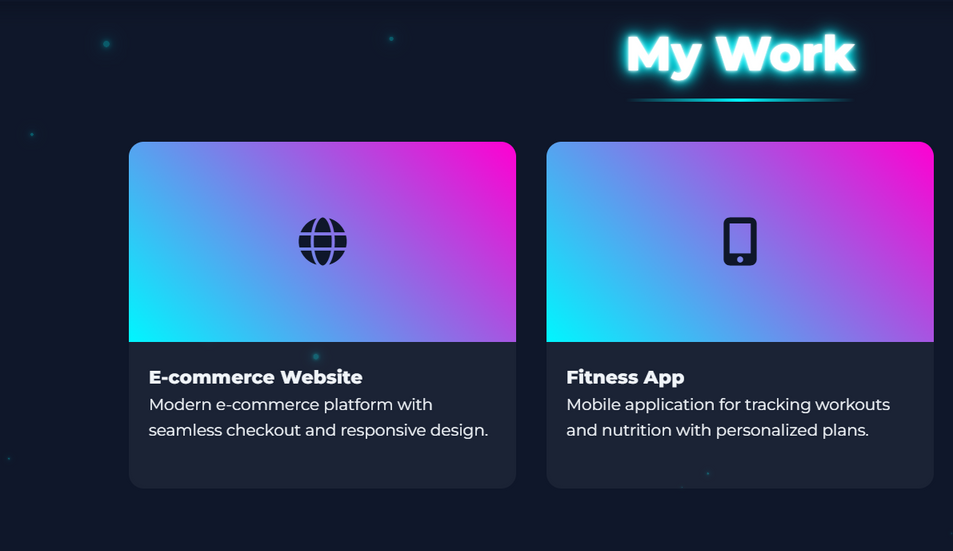 My Work
E-commerce Website
Modern e-commerce platform with
seamless checkout and responsive design.
Fitness App
Mobile application for tracking workouts
and nutrition with personalized plans.